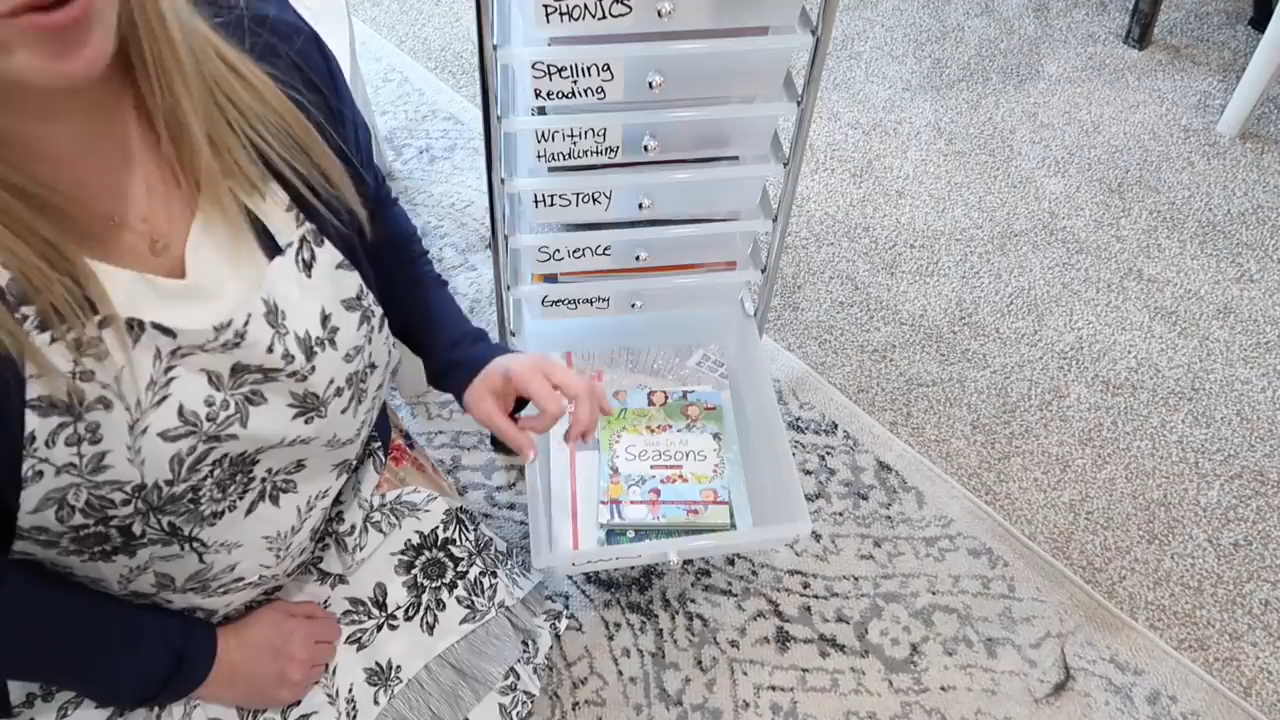 PHONICS
Spelling
+
Reading
Writing
+
Handwriting
HISTORY
Science
Geography
Seasons